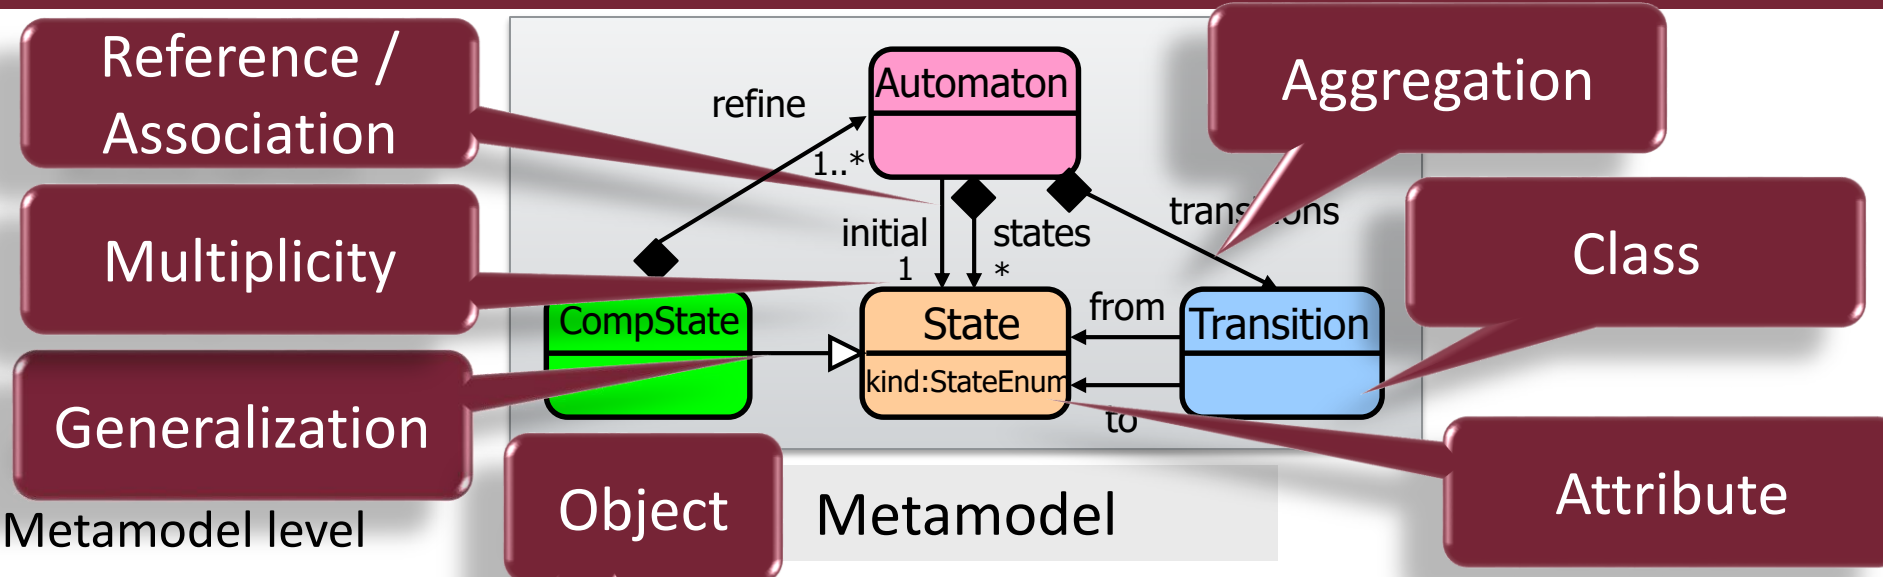 Reference /
Association
Automaton
Aggregation
refine
1..*
Multiplicity
initial
1
states
*
transitions
Class
CompState
State
kind:StateEnum
from
Transition
to
Generalization
Object
Metamodel
Attribute
Metamodel level